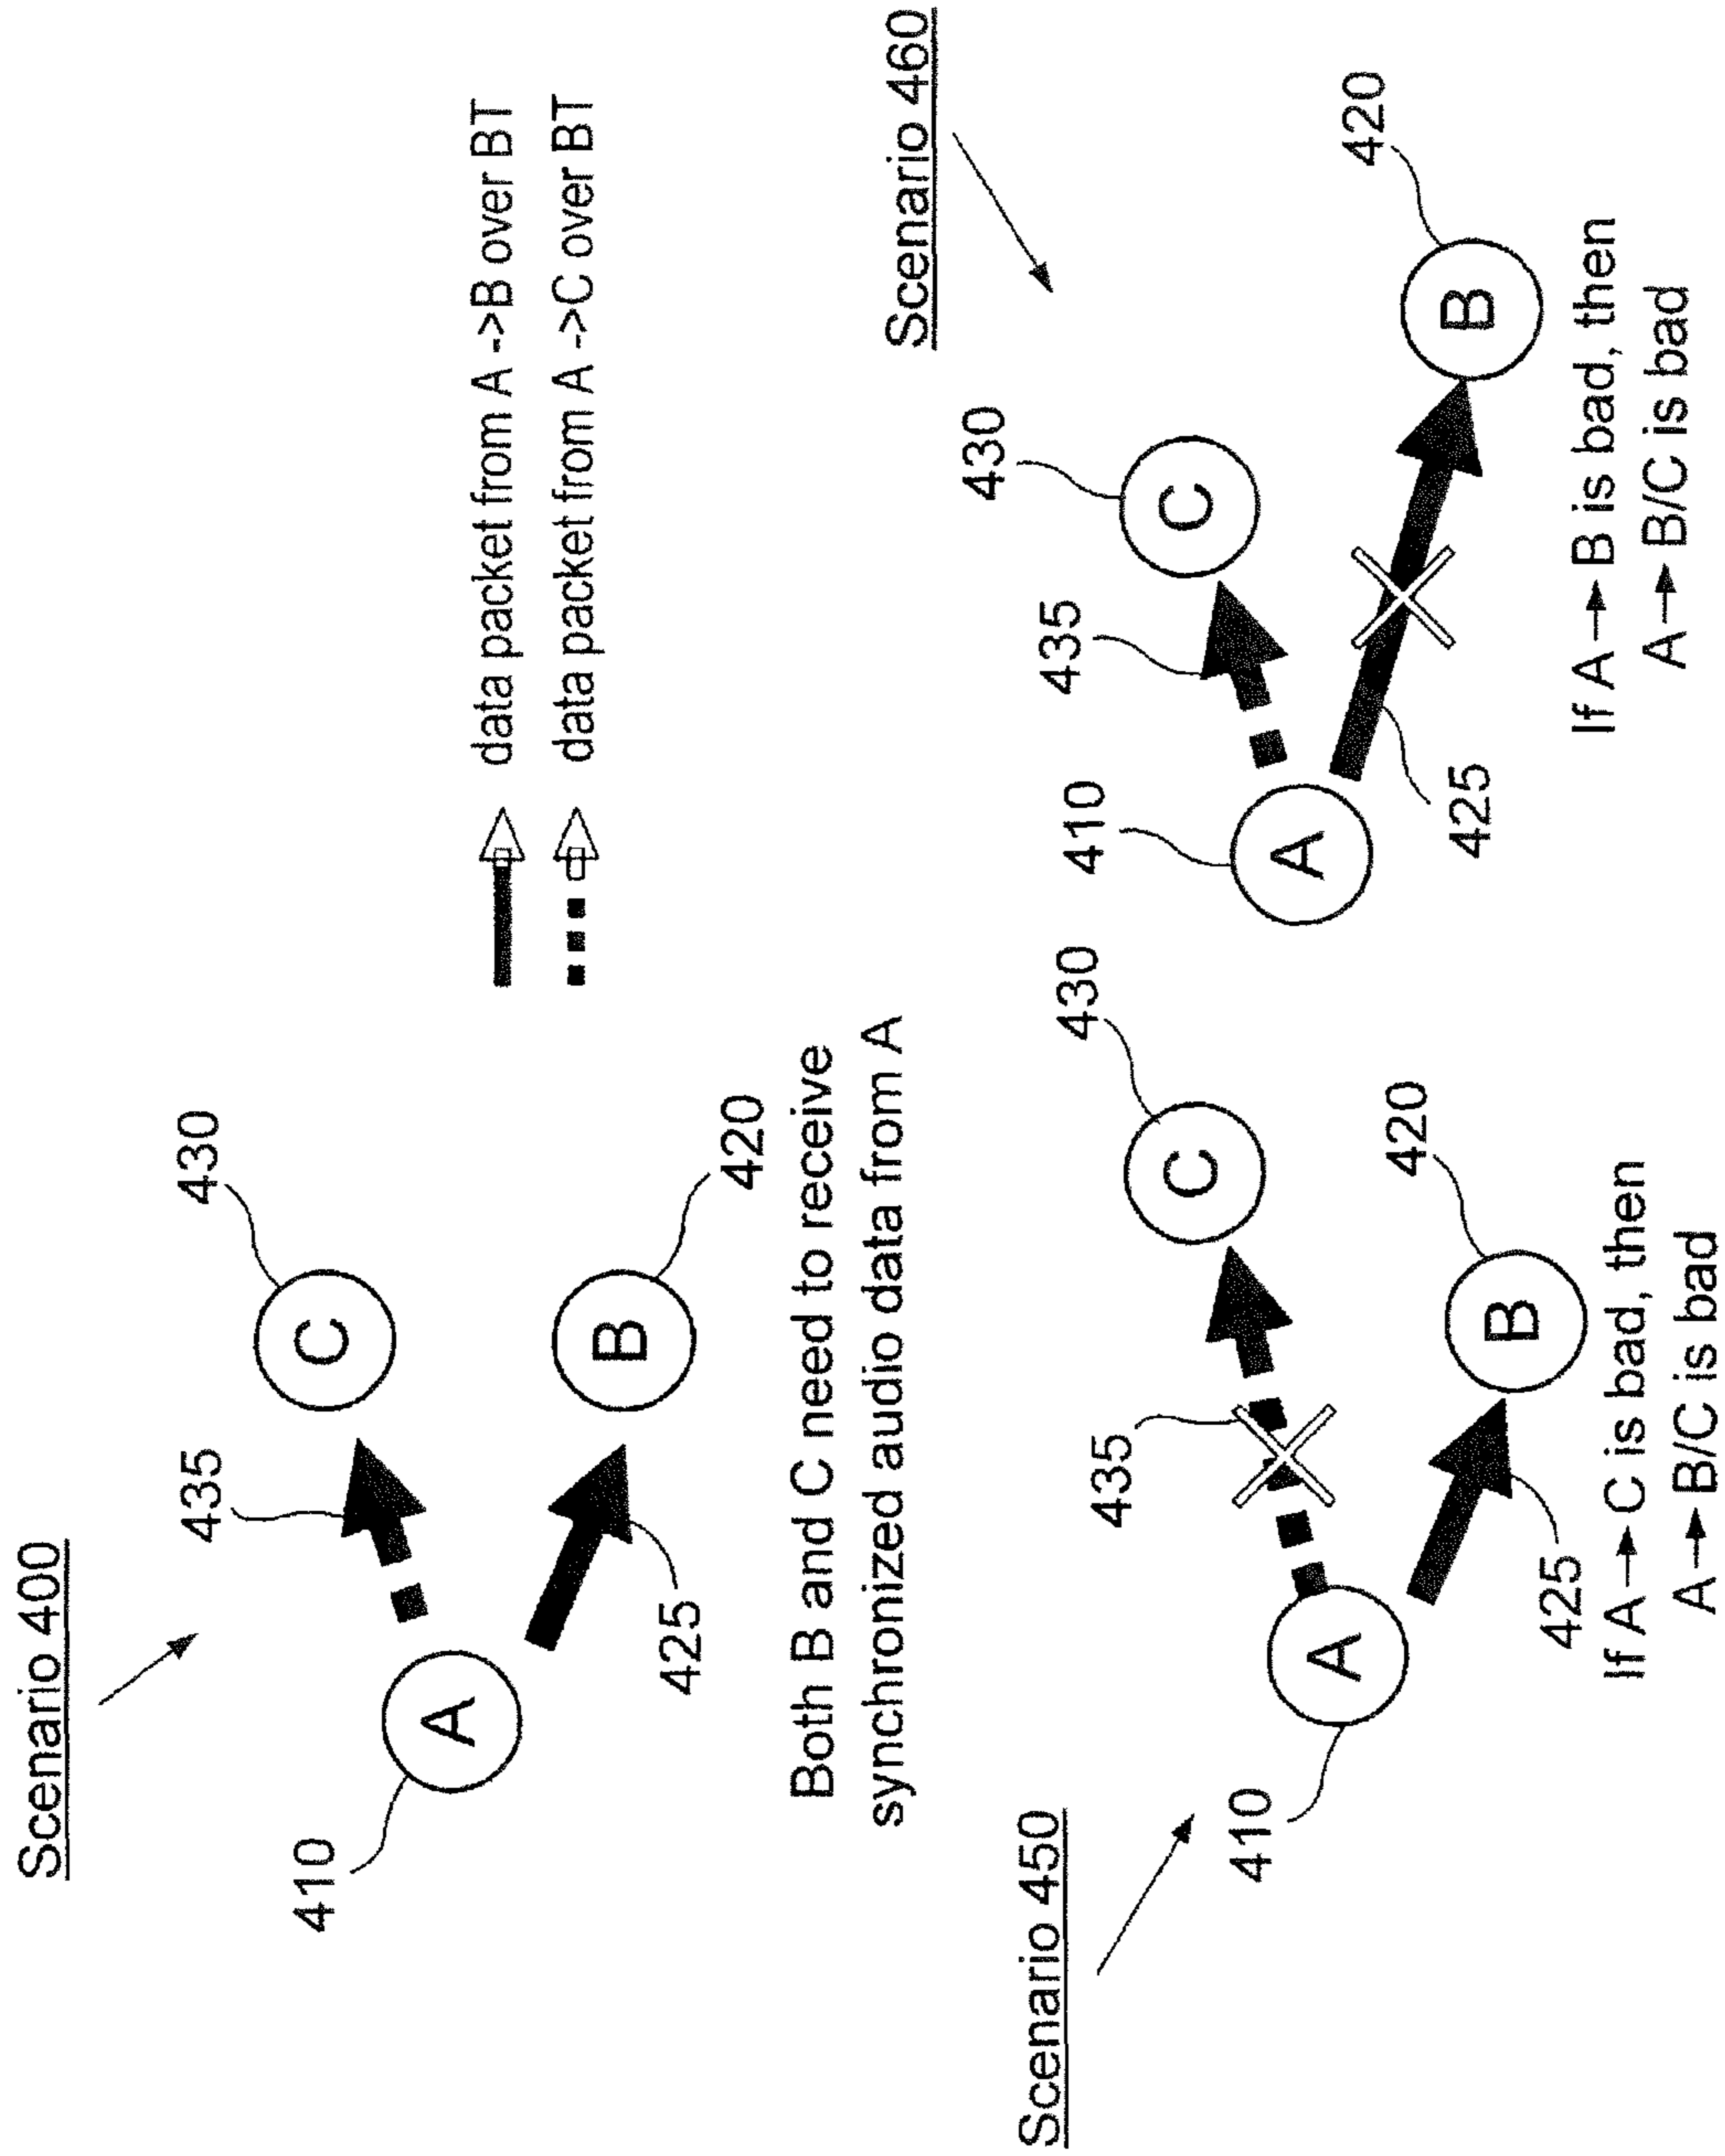 Scenario 400
430
435
C
A
B
410
425
420
data packet from A ->B over BT
data packet from A ->C over BT
Both B and C need to receive
synchronized audio data from A
Scenario 450
430
435
C
A
B
410
425
420
If A → C is bad, then
A → B/C is bad
Scenario 460
430
435
410
C
A
B
420
425
If A → B is bad, then
A → B/C is bad